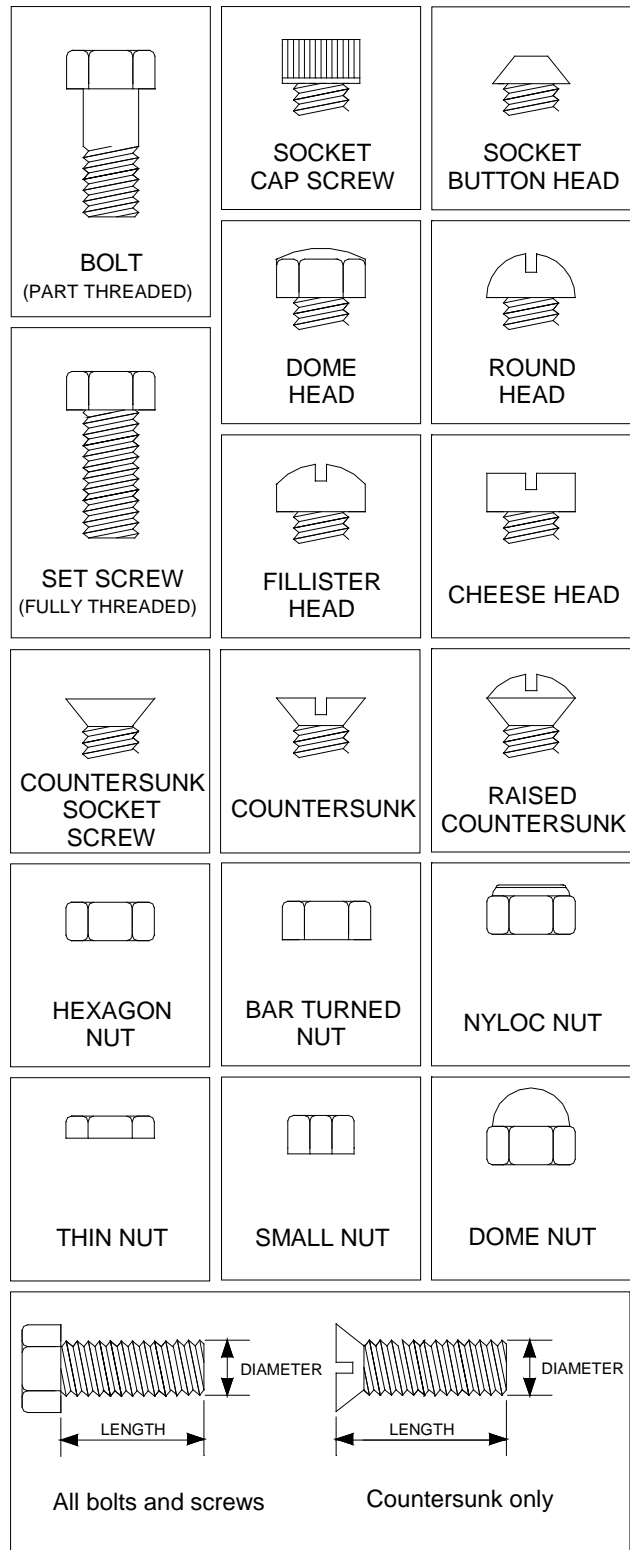 BOLT
(PART THREADED)
SOCKET
CAP SCREW
SOCKET
BUTTON HEAD
DOME
HEAD
ROUND
HEAD
SET SCREW
(FULLY THREADED)
FILLISTER
HEAD
CHEESE HEAD
COUNTERSUNK
SOCKET
SCREW
COUNTERSUNK
RAISED
COUNTERSUNK
HEXAGON
NUT
BAR TURNED
NUT
NYLOC NUT
THIN NUT
SMALL NUT
DOME NUT
DIAMETER
LENGTH
All bolts and screws
DIAMETER
LENGTH
Countersunk only